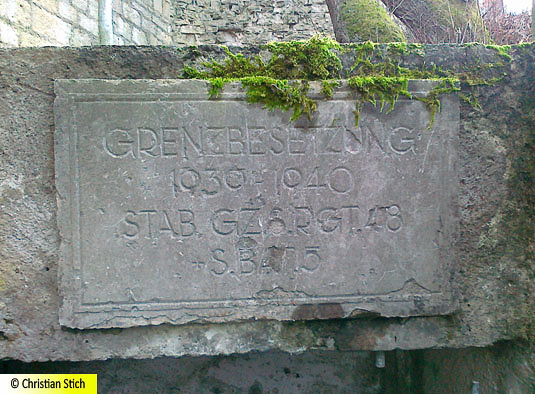 GRENZBESETZUNG
1939-1940
STAB. GZ.S.RGT.48
+ S.BAT.5
© Christian Stich